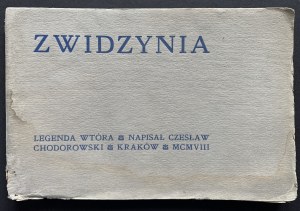 ZWIDZYNIA
LEGENDA WTÓRA ✻ NAPISAŁ CZESŁAW
CHODOROWSKI ✻ KRAKÓW ✻ MCMVIII